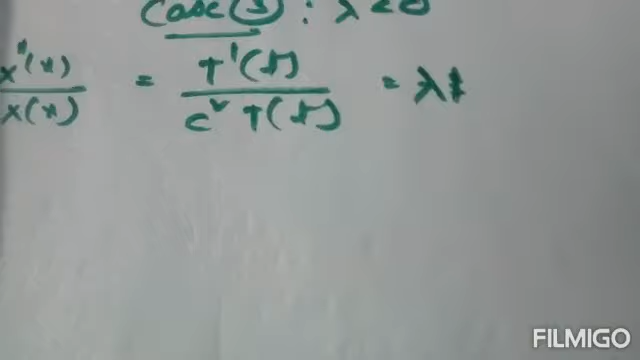 Case (3) : λ < 0
X''(x) / X(x) = T'(t) / c² T(t) = λ
FILMIGO